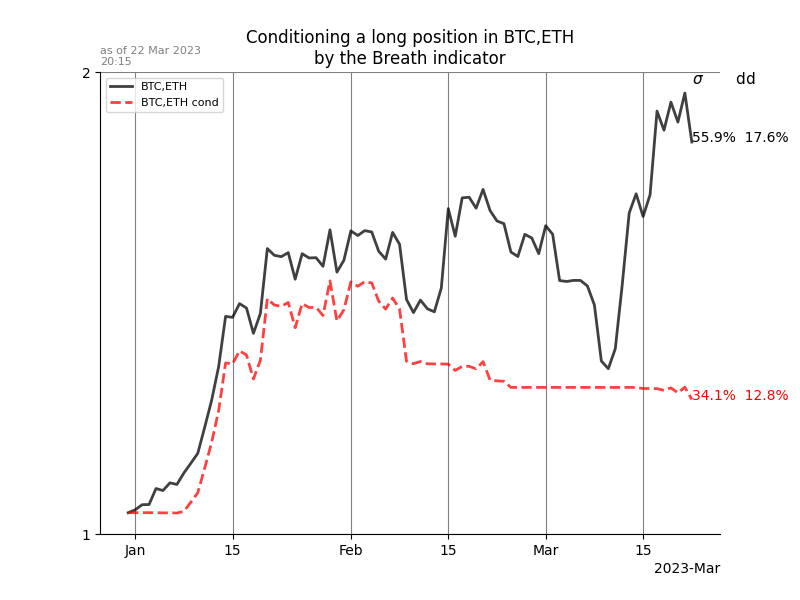 Conditioning a long position in BTC,ETH
by the Breath indicator
as of 22 Mar 2023
20:15
2
σ dd
BTC,ETH
BTC,ETH cond
55.9% 17.6%
34.1% 12.8%
1
Jan 15 Feb 15 Mar 15
2023-Mar